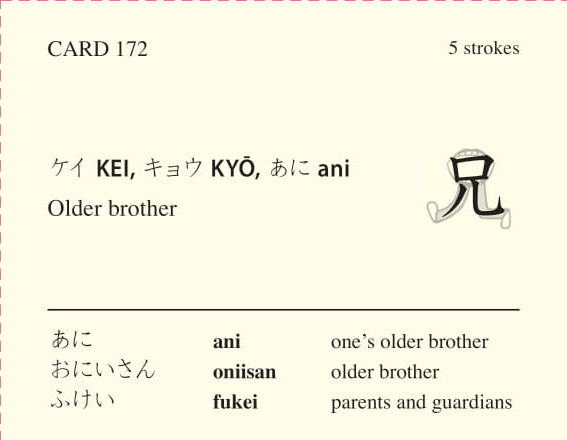 CARD 172 5 strokes
ケイ KEI, キョウ KYŌ, あに ani
兄
Older brother
あに ani one’s older brother
おにいさん oniisan older brother
ふけい fukei parents and guardians